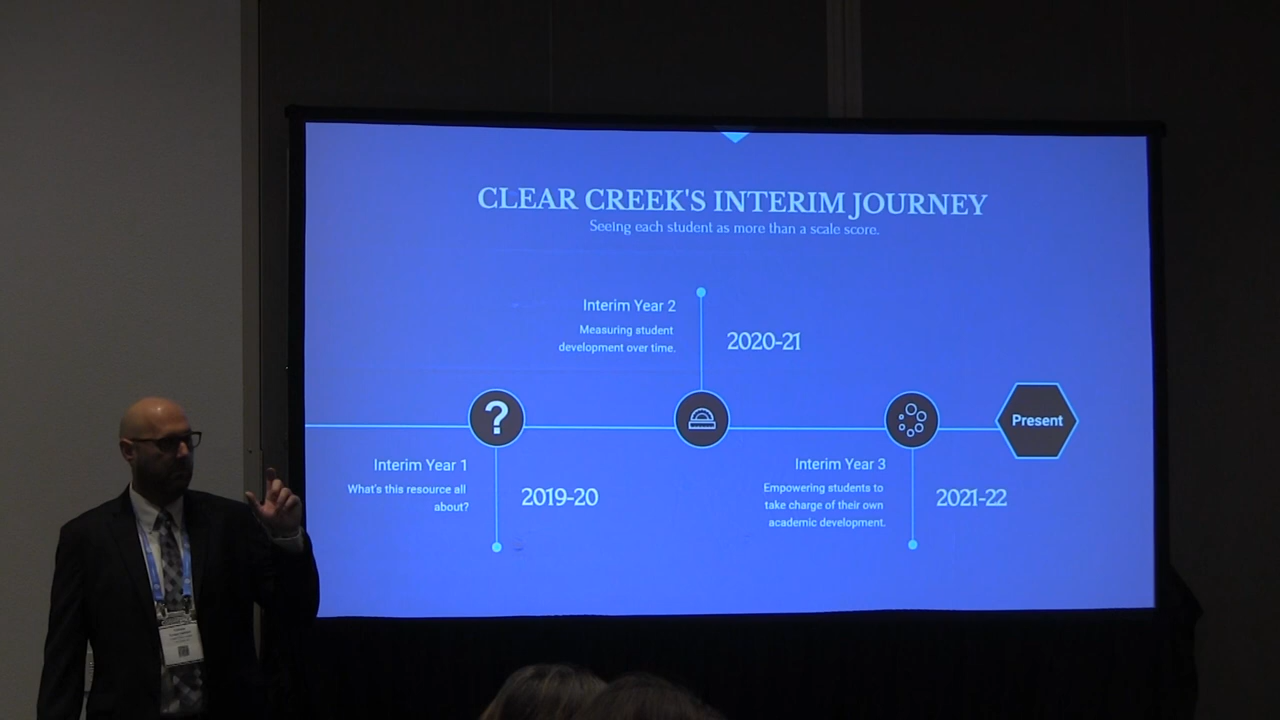 CLEAR CREEK'S INTERIM JOURNEY
Seeing each student as more than a scale score.
Interim Year 2
Measuring student
development over time.
2020-21
?
Present
Interim Year 1
What's this resource all
about?
2019-20
Interim Year 3
Empowering students to
take charge of their own
academic development.
2021-22